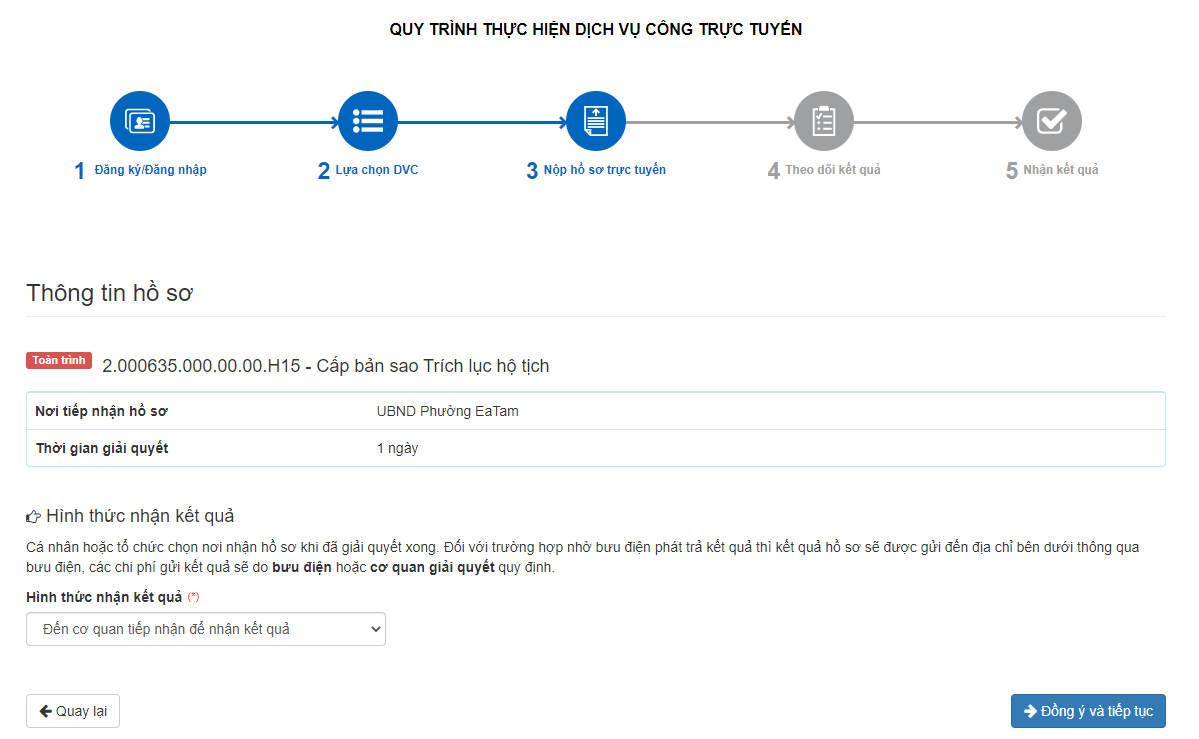 QUY TRÌNH THỰC HIỆN DỊCH VỤ CÔNG TRỰC TUYẾN
1 Đăng ký/Đăng nhập
2 Lựa chọn DVC
3 Nộp hồ sơ trực tuyến
4 Theo dõi kết quả
5 Nhận kết quả
Thông tin hồ sơ
Toàn trình 2.000635.000.00.00.H15 - Cấp bản sao Trích lục hộ tịch
Nơi tiếp nhận hồ sơ UBND Phường EaTam
Thời gian giải quyết 1 ngày
Hình thức nhận kết quả
Cá nhân hoặc tổ chức chọn nơi nhận hồ sơ khi đã giải quyết xong. Đối với trường hợp nhờ bưu điện phát trả kết quả thì kết quả hồ sơ sẽ được gửi đến địa chỉ bên dưới thông qua
bưu điện, các chi phí gửi kết quả sẽ do bưu điện hoặc cơ quan giải quyết quy định.
Hình thức nhận kết quả (*)
Đến cơ quan tiếp nhận để nhận kết quả
Quay lại
Đồng ý và tiếp tục